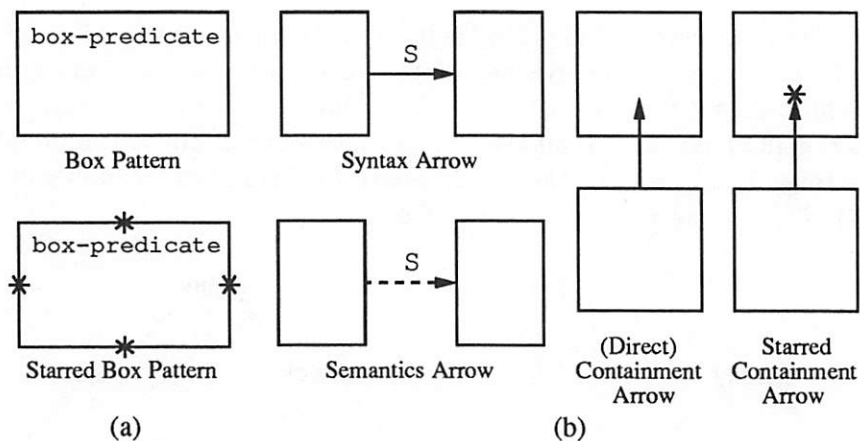 box-predicate
S
Box Pattern
Syntax Arrow
box-predicate
S
Starred Box Pattern
Semantics Arrow
(Direct)
Containment
Arrow
Starred
Containment
Arrow
(a)
(b)